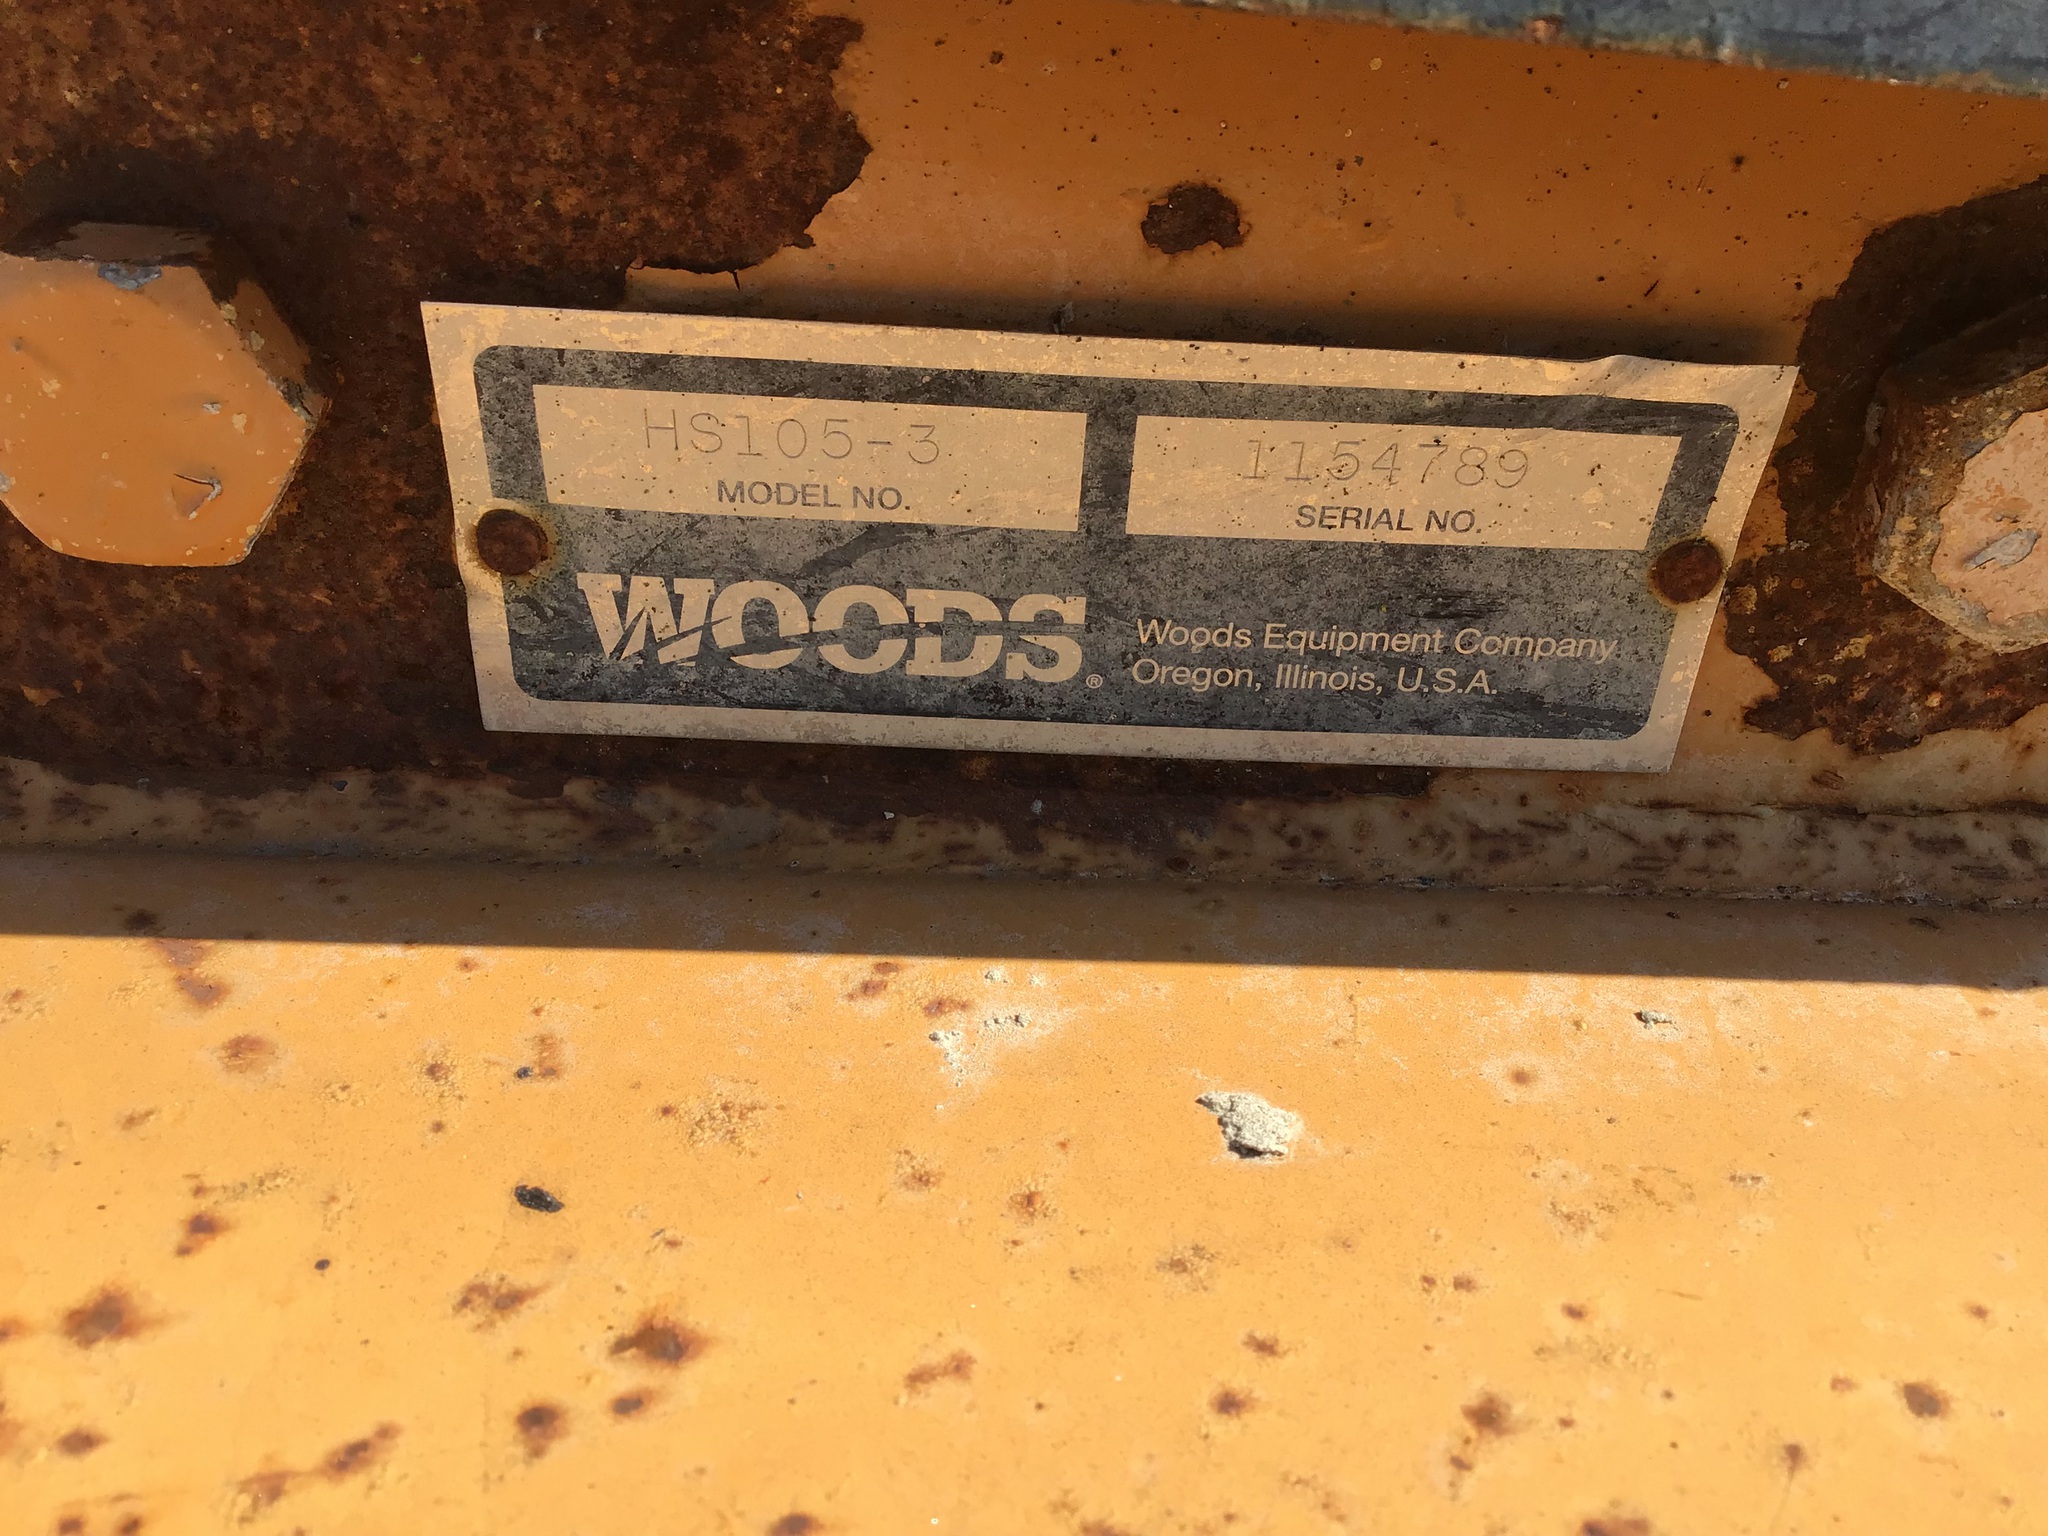 HS105-3
MODEL NO.
1154789
SERIAL NO.
WOODS®
Woods Equipment Company
Oregon, Illinois, U.S.A.